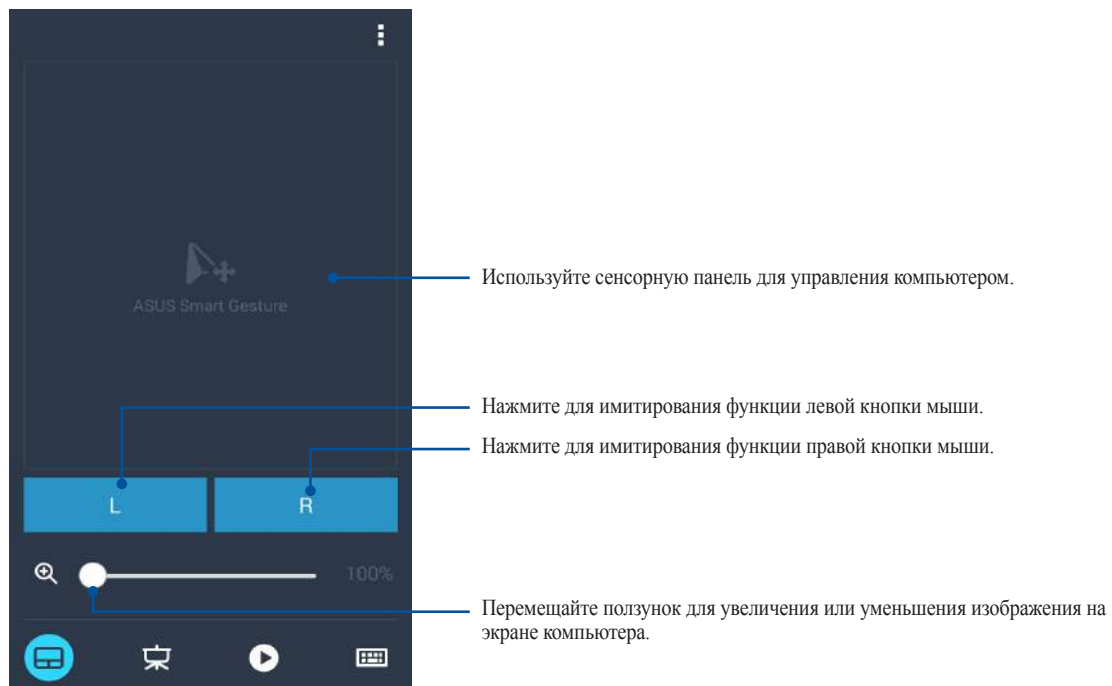 Используйте сенсорную панель для управления компьютером.
ASUS Smart Gesture
Нажмите для имитирования функции левой кнопки мыши.
Нажмите для имитирования функции правой кнопки мыши.
L
R
100%
Перемещайте ползунок для увеличения или уменьшения изображения на
экране компьютера.